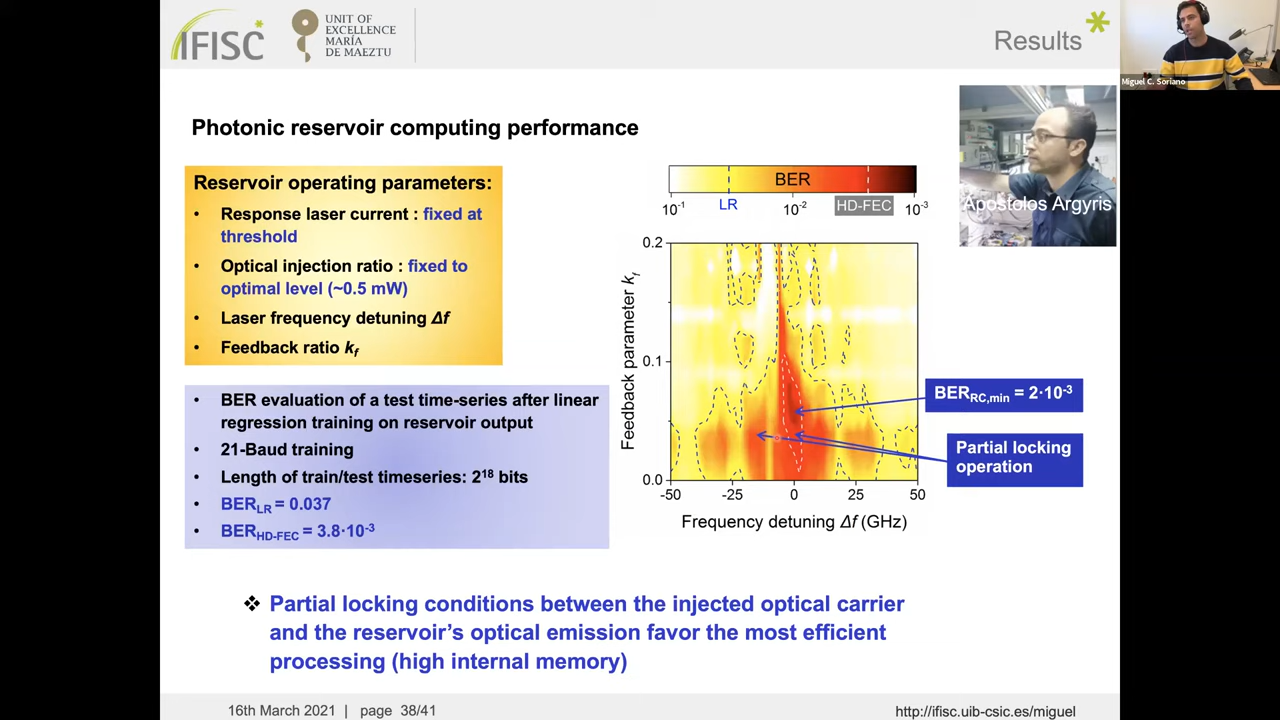 IFISC
UNIT OF
EXCELLENCE
MARÍA
DE MAEZTU
Results
Miguel C. Soriano
Photonic reservoir computing performance
Apostolos Argyris
Reservoir operating parameters:
• Response laser current : fixed at
threshold
• Optical injection ratio : fixed to
optimal level (~0.5 mW)
• Laser frequency detuning Δf
• Feedback ratio kf
• BER evaluation of a test time-series after linear
regression training on reservoir output
• 21-Baud training
• Length of train/test timeseries: 2¹⁸ bits
• BER_LR = 0.037
• BER_HD-FEC = 3.8·10⁻³
BER
10⁻¹ LR 10⁻² HD-FEC 10⁻³
0.2
0.1
0.0
Feedback parameter kf
-50 -25 0 25 50
Frequency detuning Δf (GHz)
BER_RC,min = 2·10⁻³
Partial locking
operation
❖ Partial locking conditions between the injected optical carrier
and the reservoir’s optical emission favor the most efficient
processing (high internal memory)
16th March 2021 | page 38/41
http://ifisc.uib-csic.es/miguel